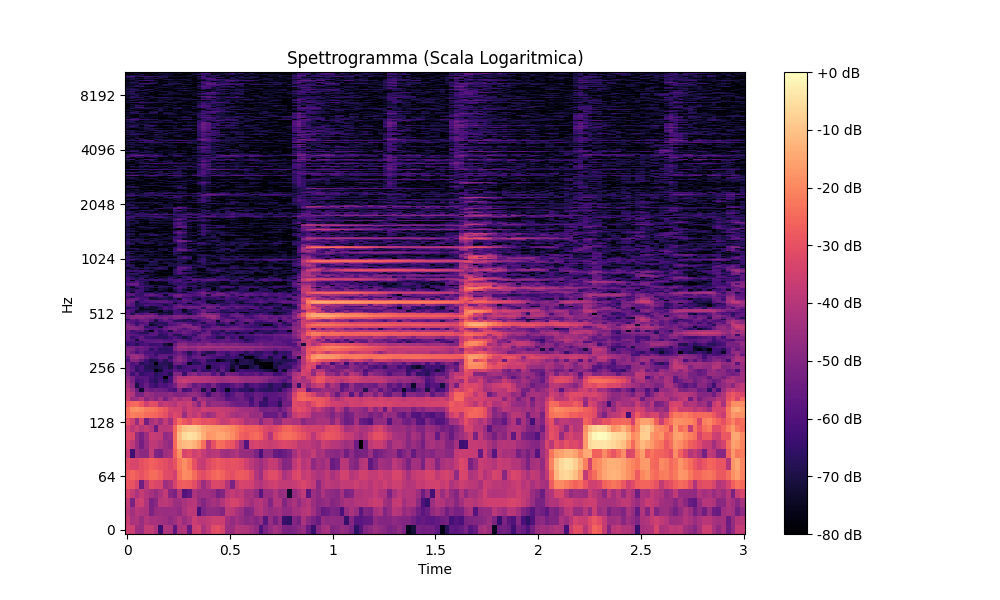 Spettrogramma (Scala Logaritmica)
8192
4096
2048
1024
512
256
128
64
0
Hz
0
0.5
1
1.5
2
2.5
3
Time
+0 dB
-10 dB
-20 dB
-30 dB
-40 dB
-50 dB
-60 dB
-70 dB
-80 dB